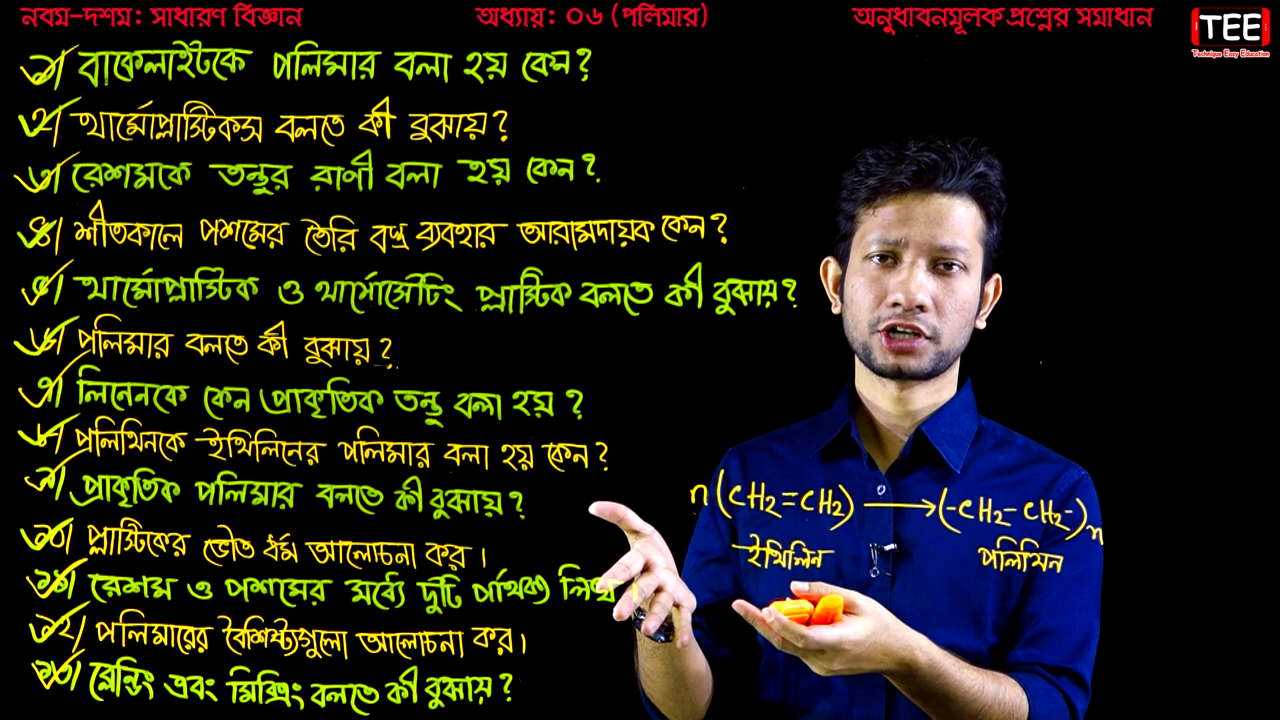 নবম-দশম: সাধারণ বিজ্ঞান
অধ্যায়: ০৬ (পলিমার)
অনুধাবনমূলক প্রশ্নের সমাধান
TEE
Technique Easy Education
১। বাকেলাইটকে পলিমার বলা হয় কেন?
২। থার্মোপ্লাস্টিকস বলতে কী বুঝায়?
৩। রেশমকে তন্তুর রাণী বলা হয় কেন?
৪। শীতকালে পশমের তৈরি বস্ত্র ব্যবহার আরামদায়ক কেন?
৫। থার্মোপ্লাস্টিক ও থার্মোসেটিং প্লাস্টিক বলতে কী বুঝায়?
৬। পলিমার বলতে কী বুঝায়?
৭। লিনেনকে কেন প্রাকৃতিক তন্তু বলা হয়?
৮। পলিথিনকে ইথিলিনের পলিমার বলা হয় কেন?
৯। প্রাকৃতিক পলিমার বলতে কী বুঝায়?
১০। প্লাস্টিকের ভৌত ধর্ম আলোচনা কর।
১১। রেশম ও পশমের মধ্যে দুটি পার্থক্য লিখ।
১২। পলিমারের বৈশিষ্ট্যগুলো আলোচনা কর।
১৩। ব্লেন্ডিং এবং মিক্সিং বলতে কী বুঝায়?
n(CH2=CH2) → (-CH2-CH2-)n
ইথিলিন পলিথিন